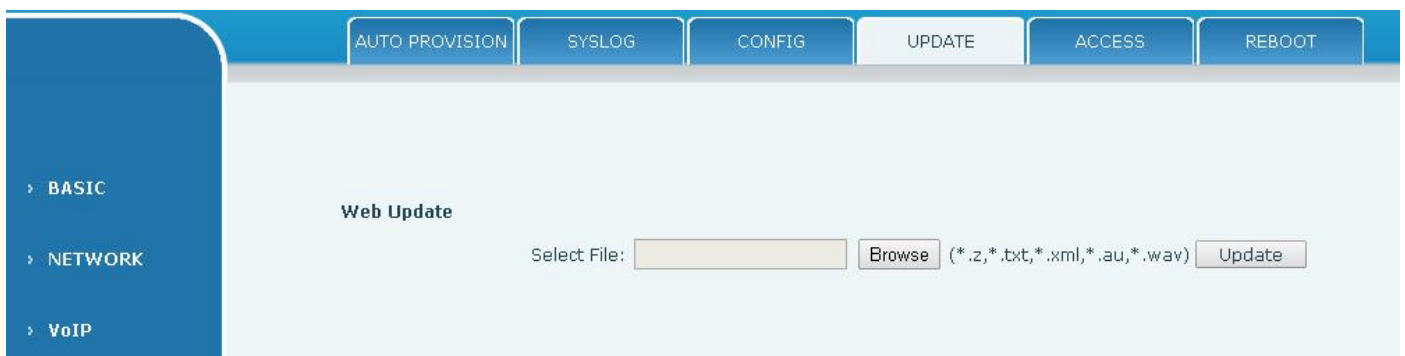 AUTO PROVISION SYSLOG CONFIG UPDATE ACCESS REBOOT
› BASIC
Web Update
› NETWORK
Select File: Browse (*.z,*.txt,*.xml,*.au,*.wav) Update
› VoIP